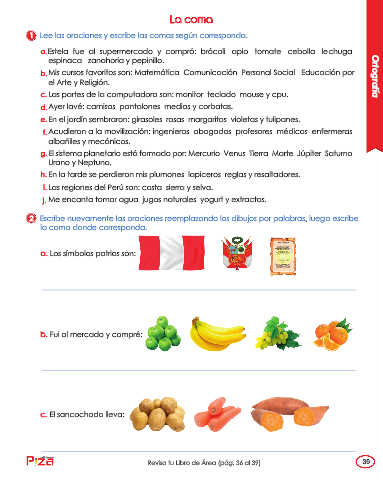 La coma
1 Lee las oraciones y escribe las comas según corresponda.
a. Estela fue al supermercado y compró: brócoli apio tomate cebolla lechuga
espinaca zanahoria y pepinillo.
b. Mis cursos favoritos son: Matemática Comunicación Personal Social Educación por
el Arte y Religión.
c. Las partes de la computadora son: monitor teclado mouse y cpu.
d. Ayer lavé: camisas pantalones medias y corbatas.
e. En el jardín sembraron: girasoles rosas margaritas violetas y tulipanes.
f. Acudieron a la movilización: ingenieros abogados profesores médicos enfermeras
albañiles y mecánicos.
g. El sistema planetario está formado por: Mercurio Venus Tierra Marte Júpiter Saturno
Urano y Neptuno.
h. En la tarde se perdieron mis plumones lapiceros reglas y resaltadores.
i. Las regiones del Perú son: costa sierra y selva.
j. Me encanta tomar agua jugos naturales yogurt y extractos.
Ortografía
2 Escribe nuevamente las oraciones reemplazando los dibujos por palabras, luego escribe
la coma donde corresponda.
a. Los símbolos patrios son:
b. Fui al mercado y compré:
c. El sancochado lleva:
Revisa tu Libro de Área (pág. 36 al 39)
39